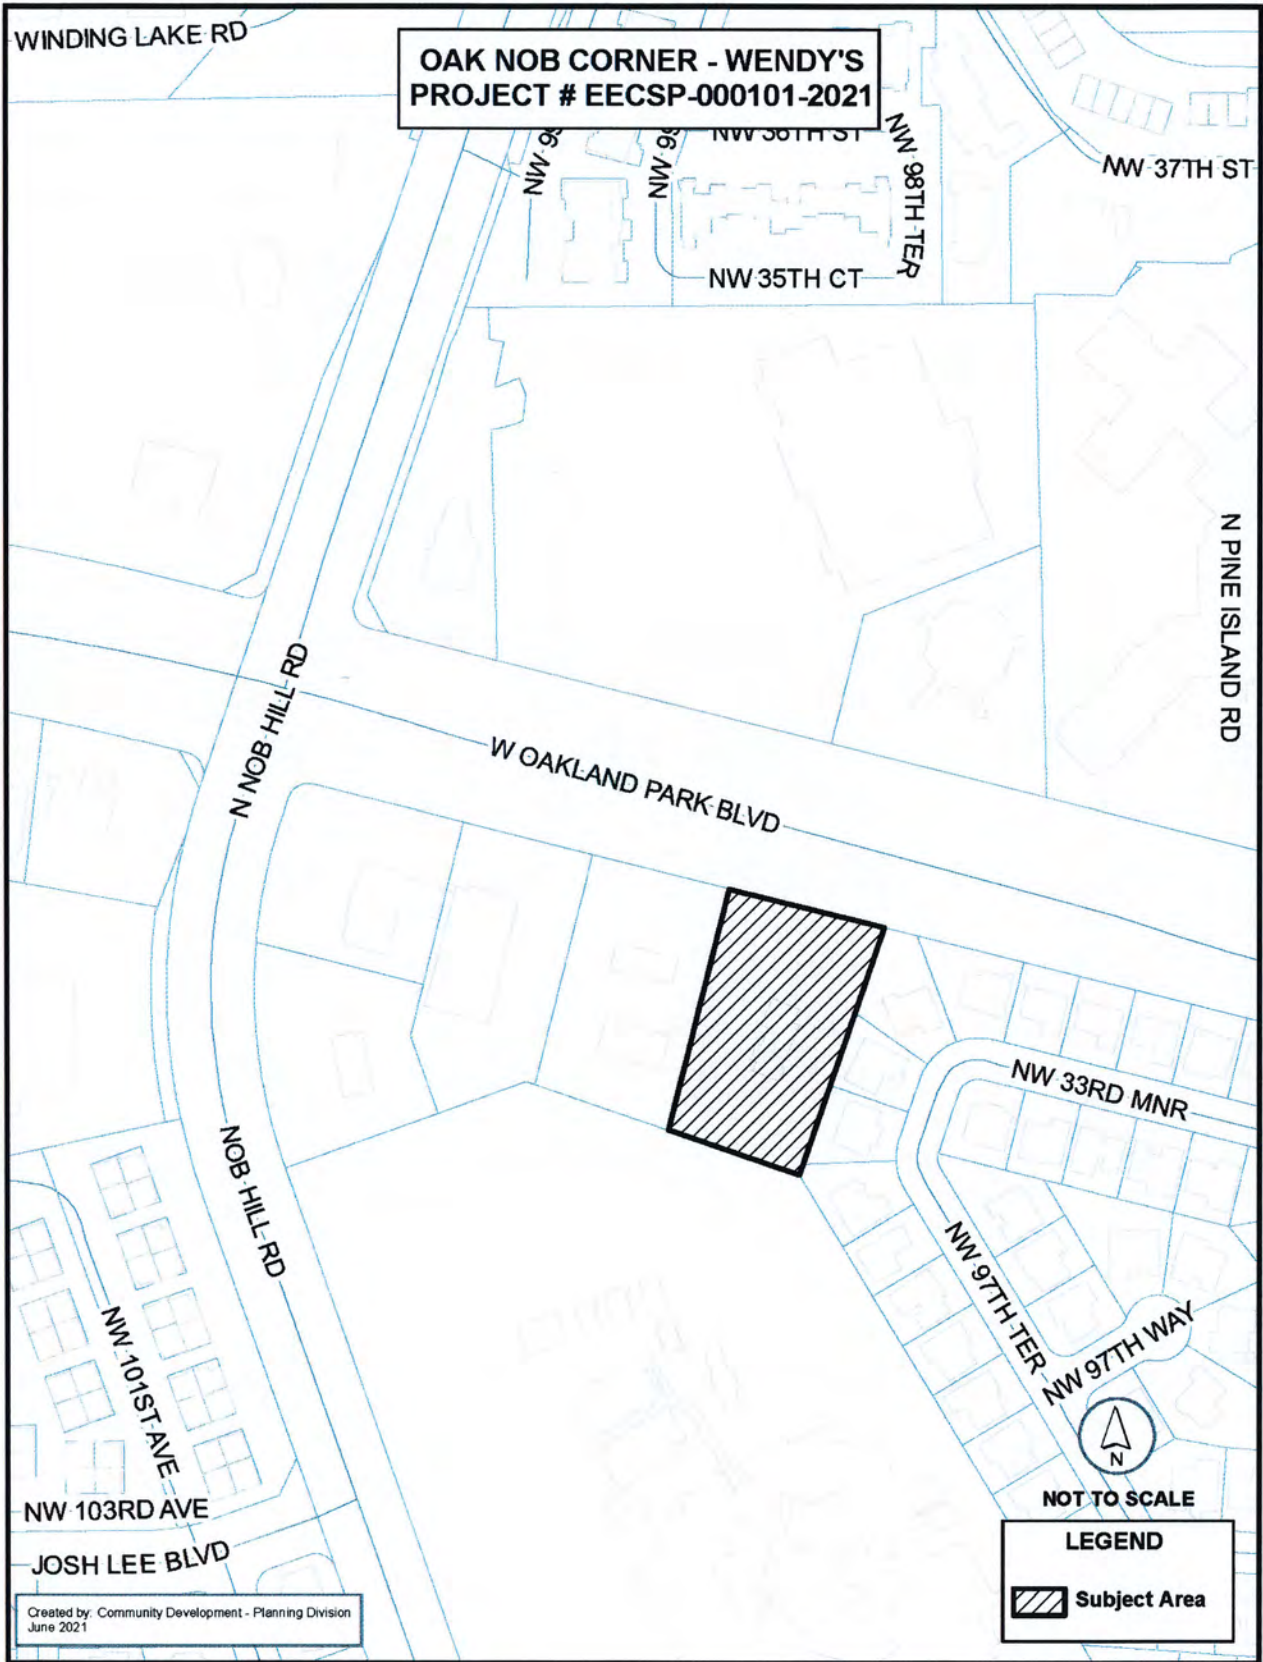 WINDING LAKE RD
OAK NOB CORNER - WENDY'S
PROJECT # EECSP-000101-2021
NW 36TH ST
NW 98TH TER
NW 37TH ST
NW 35TH CT
N PINE ISLAND RD
N NOB HILL RD
W OAKLAND PARK BLVD
NW 33RD MNR
NOB HILL RD
NW 97TH TER
NW 97TH WAY
NW 101ST AVE
NW 103RD AVE
JOSH LEE BLVD
N
NOT TO SCALE
LEGEND
Subject Area
Created by: Community Development - Planning Division
June 2021